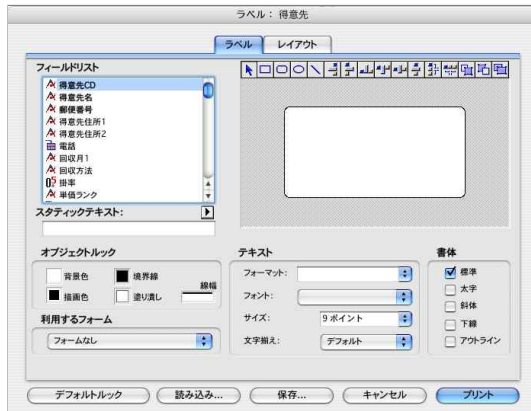 ラベル： 得意先
ラベル レイアウト
フィールドリスト
得意先CD
得意先名
郵便番号
得意先住所1
得意先住所2
電話
回収月1
回収方法
掛率
単価ランク
スタティックテキスト:
オブジェクトルック
背景色 境界線
描画色 塗り潰し 線幅
利用するフォーム
フォームなし
テキスト
フォーマット:
フォント:
サイズ: 9 ポイント
文字揃え: デフォルト
書体
標準
太字
斜体
下線
アウトライン
デフォルトルック 読み込み... 保存... キャンセル プリント